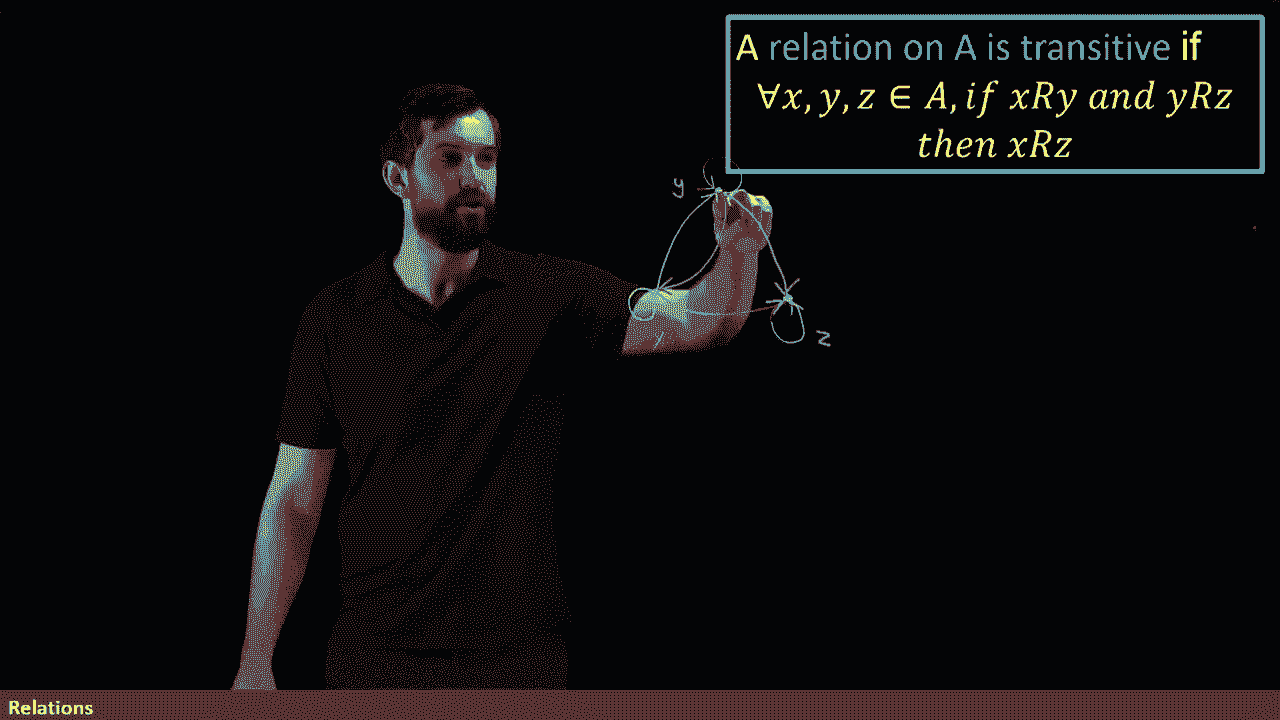 A relation on A is transitive if
∀x, y, z ∈ A, if xRy and yRz
then xRz
y
z
Relations